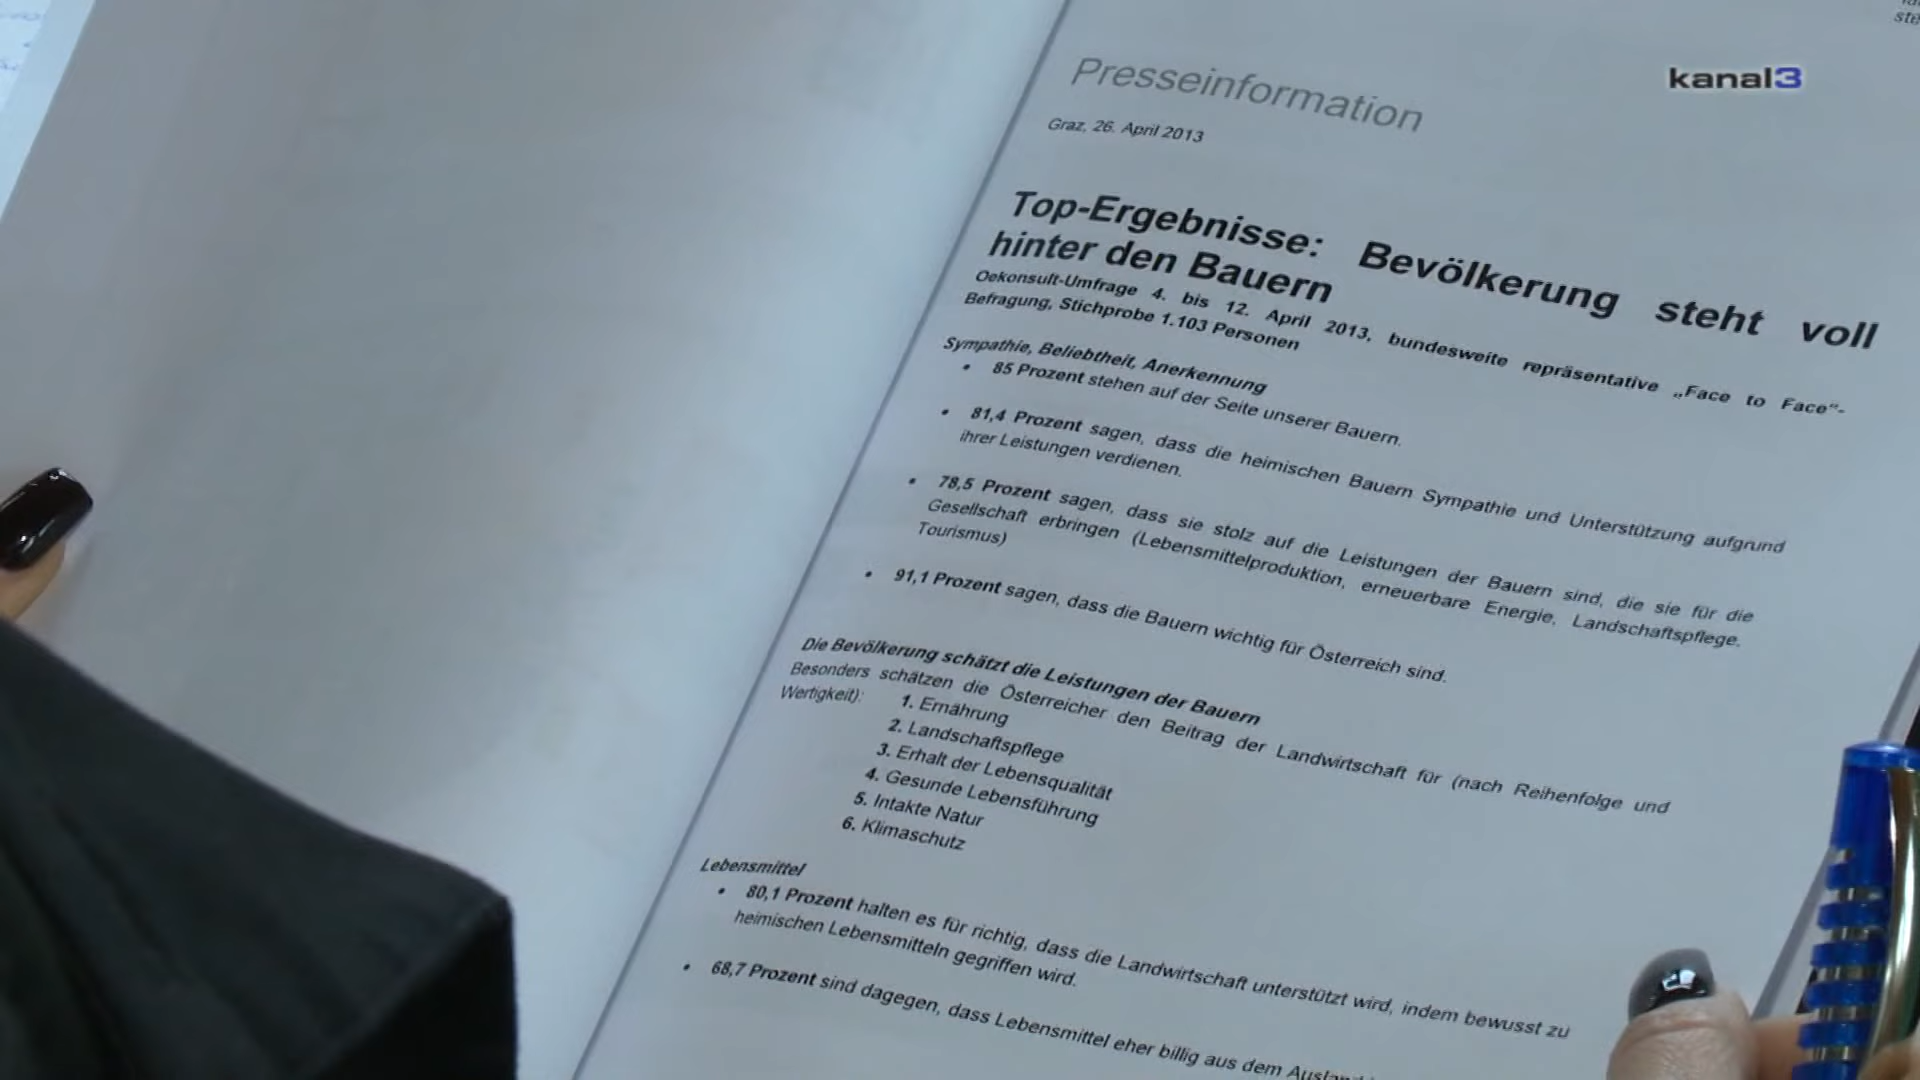 ste
kanal3
Presseinformation
Graz, 26. April 2013
Top-Ergebnisse: Bevölkerung steht voll
hinter den Bauern
Oekonsult-Umfrage 4. bis 12. April 2013, bundesweite repräsentative „Face to Face“-
Befragung, Stichprobe 1.103 Personen
Sympathie, Beliebtheit, Anerkennung
• 85 Prozent stehen auf der Seite unserer Bauern.
• 81,4 Prozent sagen, dass die heimischen Bauern Sympathie und Unterstützung aufgrund
ihrer Leistungen verdienen.
• 78,5 Prozent sagen, dass sie stolz auf die Leistungen der Bauern sind, die sie für die
Gesellschaft erbringen (Lebensmittelproduktion, erneuerbare Energie, Landschaftspflege,
Tourismus)
• 91,1 Prozent sagen, dass die Bauern wichtig für Österreich sind.
Die Bevölkerung schätzt die Leistungen der Bauern
Besonders schätzen die Österreicher den Beitrag der Landwirtschaft für (nach Reihenfolge und
Wertigkeit):
1. Ernährung
2. Landschaftspflege
3. Erhalt der Lebensqualität
4. Gesunde Lebensführung
5. Intakte Natur
6. Klimaschutz
Lebensmittel
• 80,1 Prozent halten es für richtig, dass die Landwirtschaft unterstützt wird, indem bewusst zu
heimischen Lebensmitteln gegriffen wird.
• 68,7 Prozent sind dagegen, dass Lebensmittel eher billig aus dem